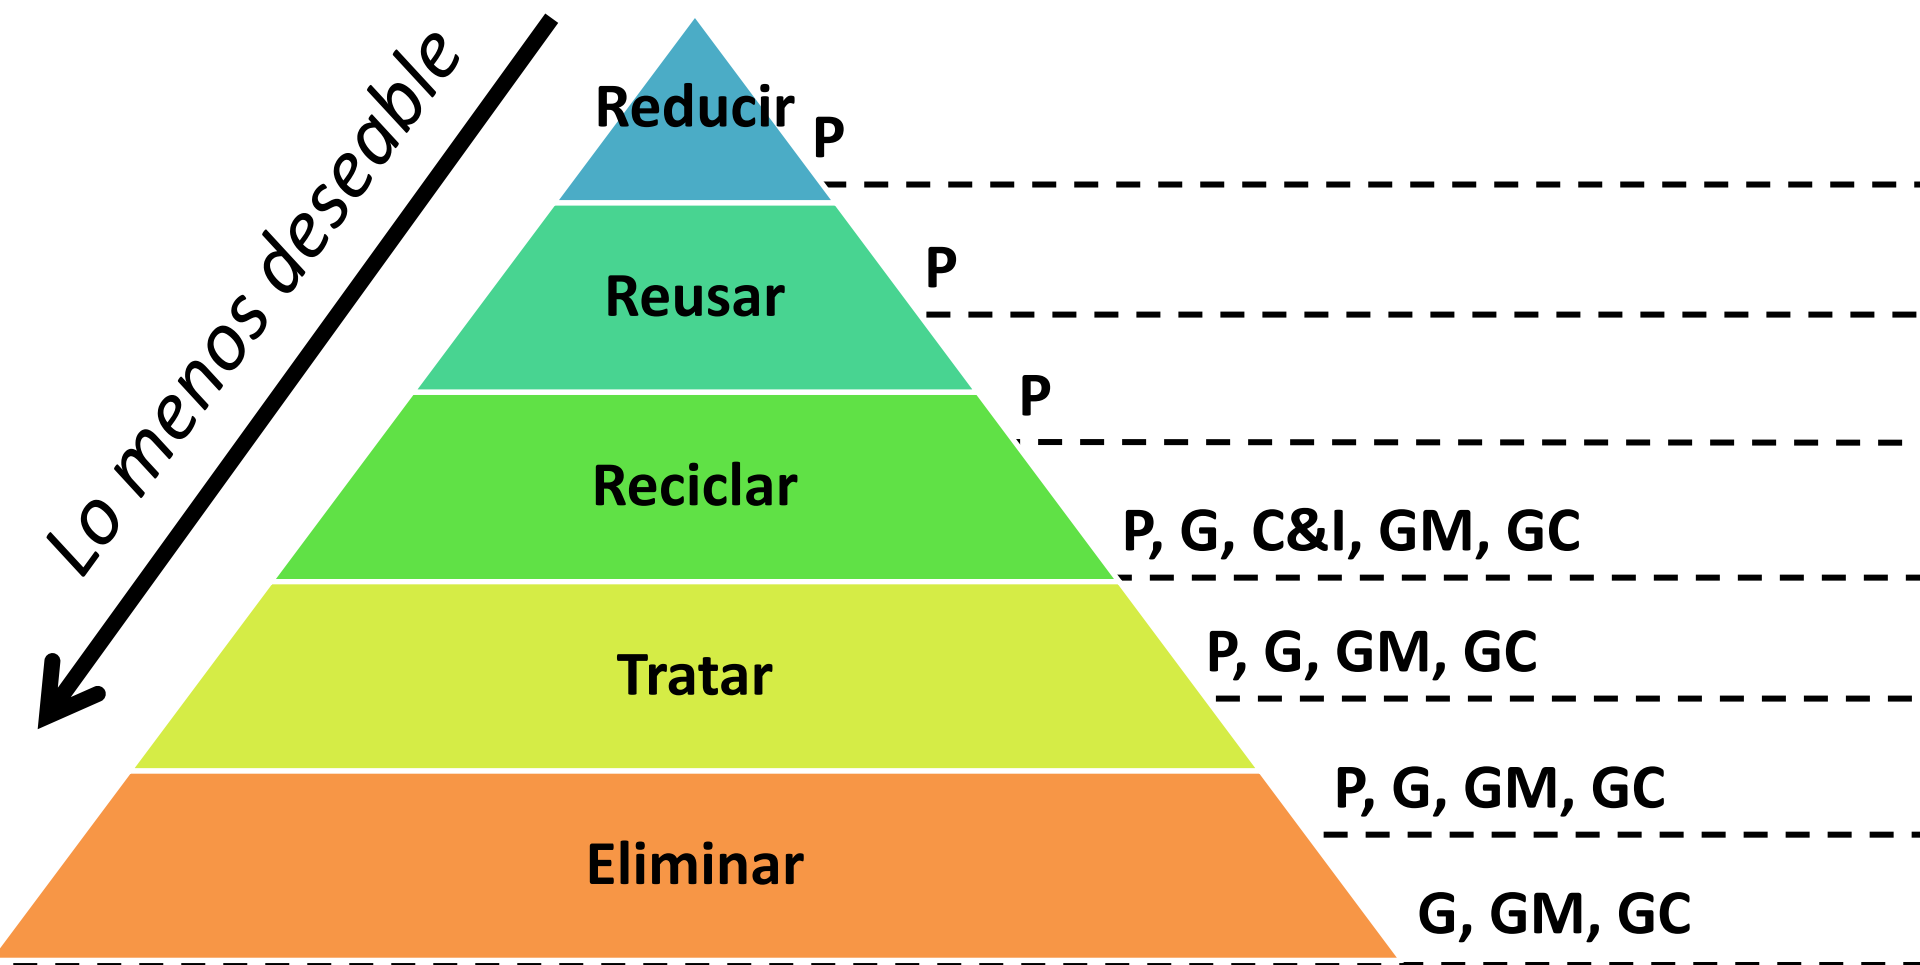 Lo menos deseable
Reducir
P
Reusar
P
P
Reciclar
P, G, C&I, GM, GC
Tratar
P, G, GM, GC
P, G, GM, GC
Eliminar
G, GM, GC